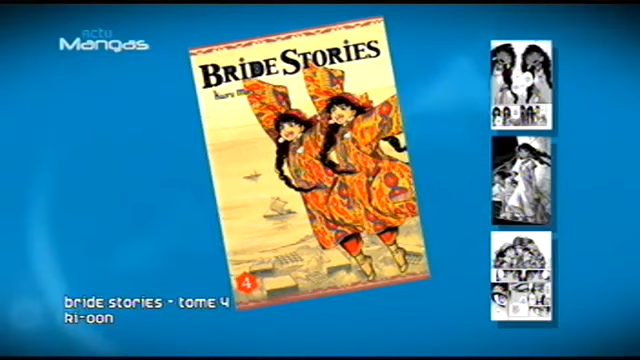 actu
Mangas
BRIDE STORIES
4
bride stories - tome 4
ki-oon